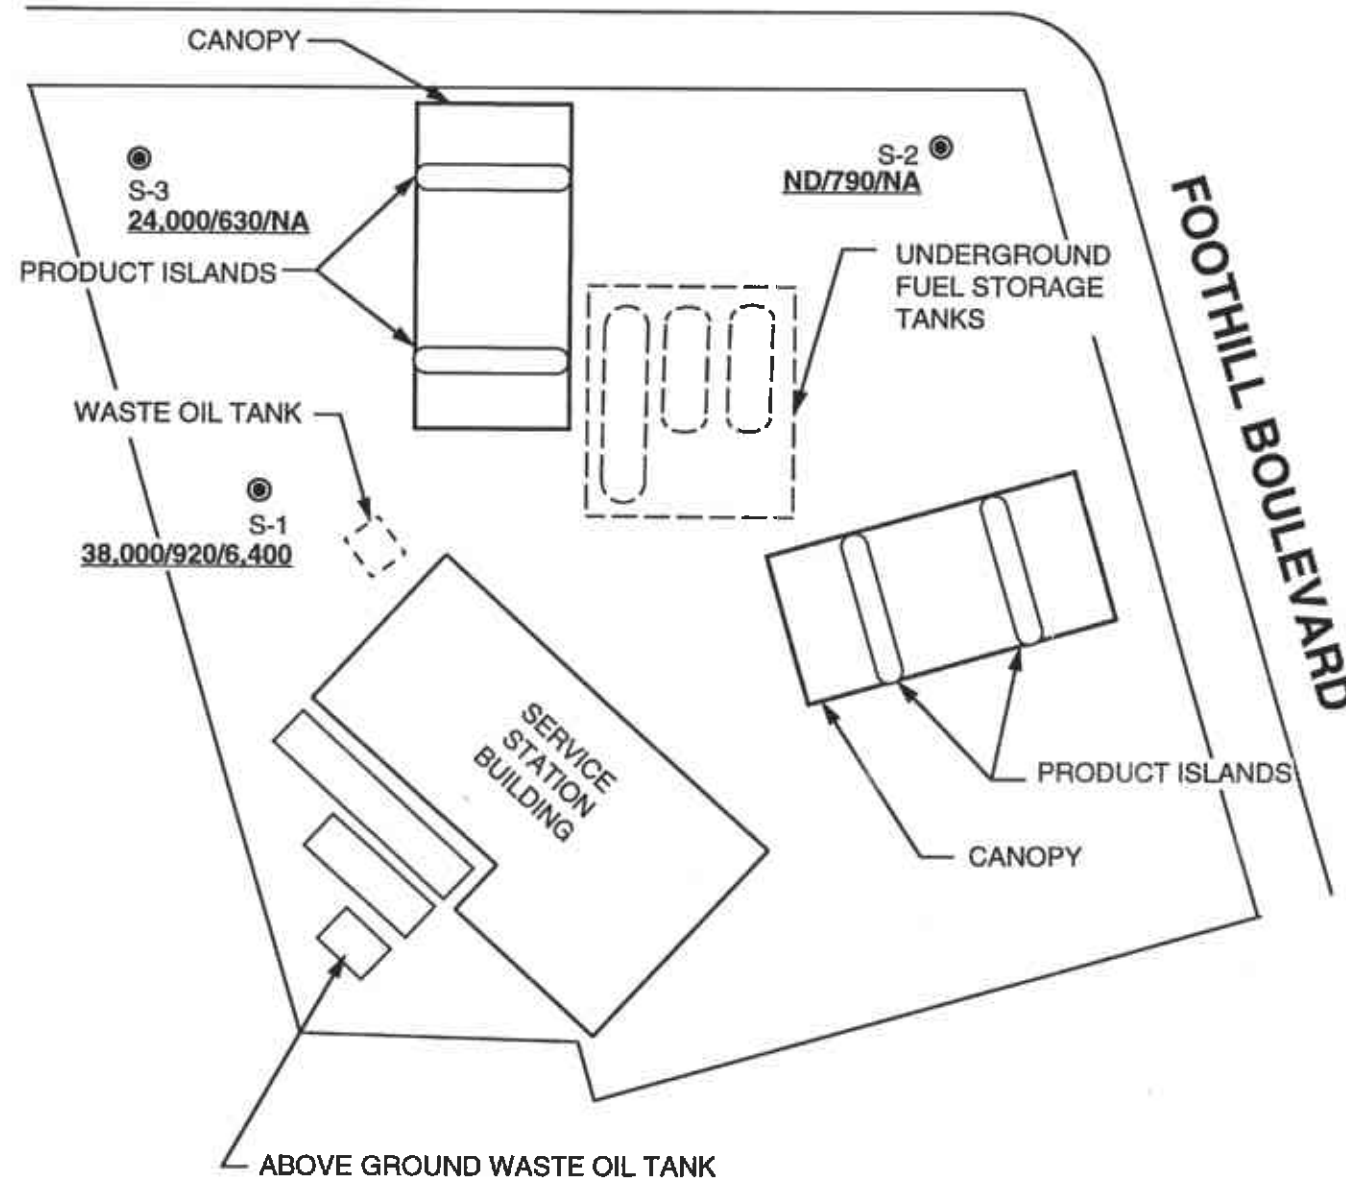 CANOPY
S-3
24,000/630/NA
S-2
ND/790/NA
PRODUCT ISLANDS
UNDERGROUND
FUEL STORAGE
TANKS
FOOTHILL BOULEVARD
WASTE OIL TANK
S-1
38,000/920/6,400
SERVICE
STATION
BUILDING
PRODUCT ISLANDS
CANOPY
ABOVE GROUND WASTE OIL TANK